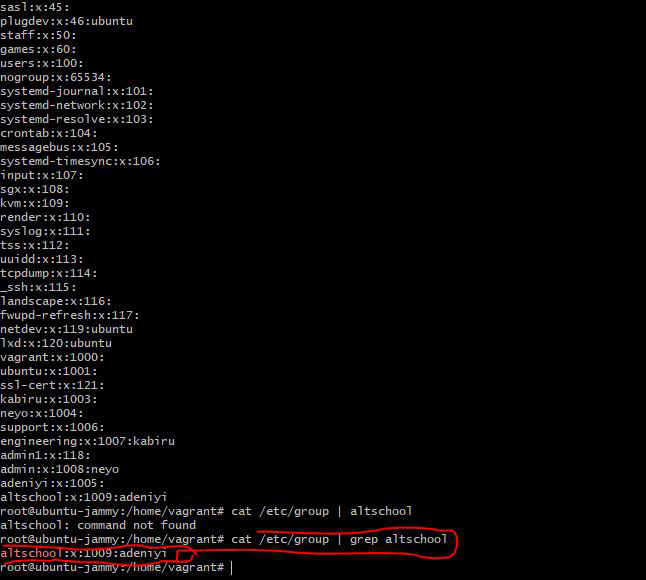 sasl:x:45:
plugdev:x:46:ubuntu
staff:x:50:
games:x:60:
users:x:100:
nogroup:x:65534:
systemd-journal:x:101:
systemd-network:x:102:
systemd-resolve:x:103:
crontab:x:104:
messagebus:x:105:
systemd-timesync:x:106:
input:x:107:
sgx:x:108:
kvm:x:109:
render:x:110:
syslog:x:111:
tss:x:112:
uuidd:x:113:
tcpdump:x:114:
_ssh:x:115:
landscape:x:116:
fwupd-refresh:x:117:
netdev:x:119:ubuntu
lxd:x:120:ubuntu
vagrant:x:1000:
ubuntu:x:1001:
ssl-cert:x:121:
kabiru:x:1003:
neyo:x:1004:
support:x:1006:
engineering:x:1007:kabiru
admin1:x:118:
admin:x:1008:neyo
adeniyi:x:1005:
altschool:x:1009:adeniyi
root@ubuntu-jammy:/home/vagrant# cat /etc/group | altschool
altschool: command not found
root@ubuntu-jammy:/home/vagrant# cat /etc/group | grep altschool
altschool:x:1009:adeniyi
root@ubuntu-jammy:/home/vagrant#